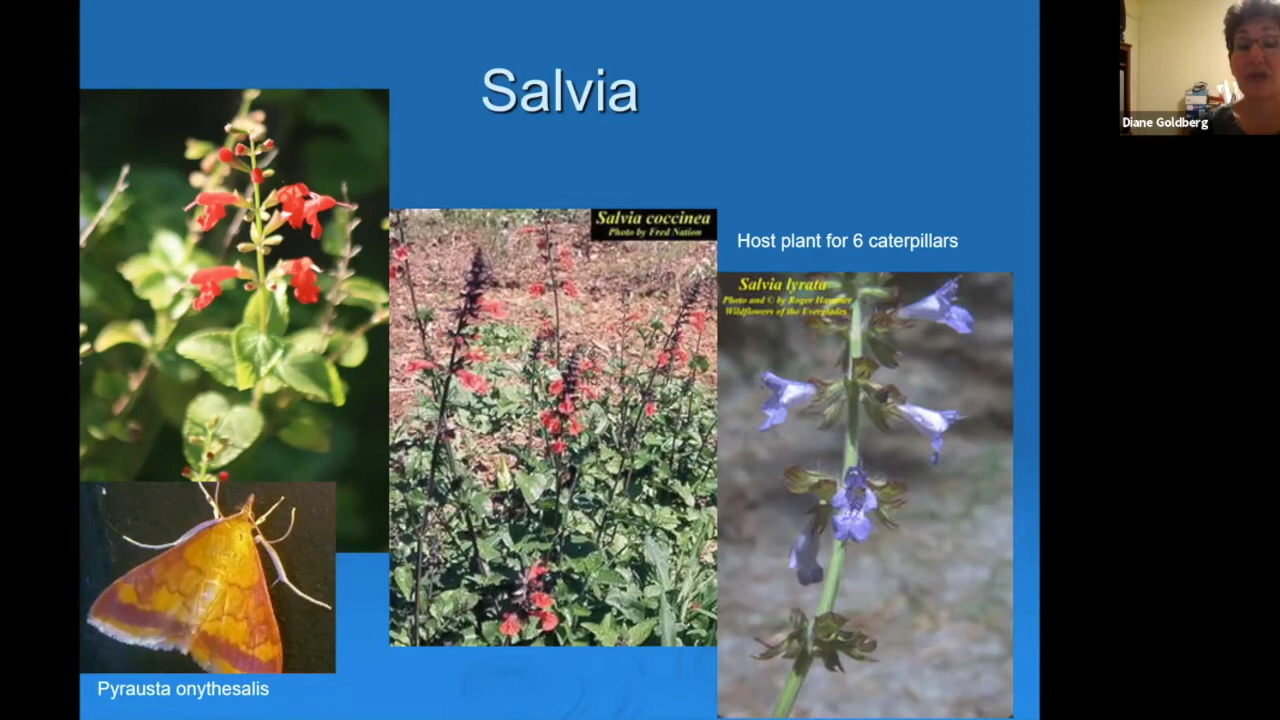 Salvia
Diane Goldberg
Salvia coccinea
Photo by Fred Nation
Host plant for 6 caterpillars
Salvia lyrata
Photo and © by Roger Hammer
Wildflowers of the Everglades
Pyrausta onythesalis